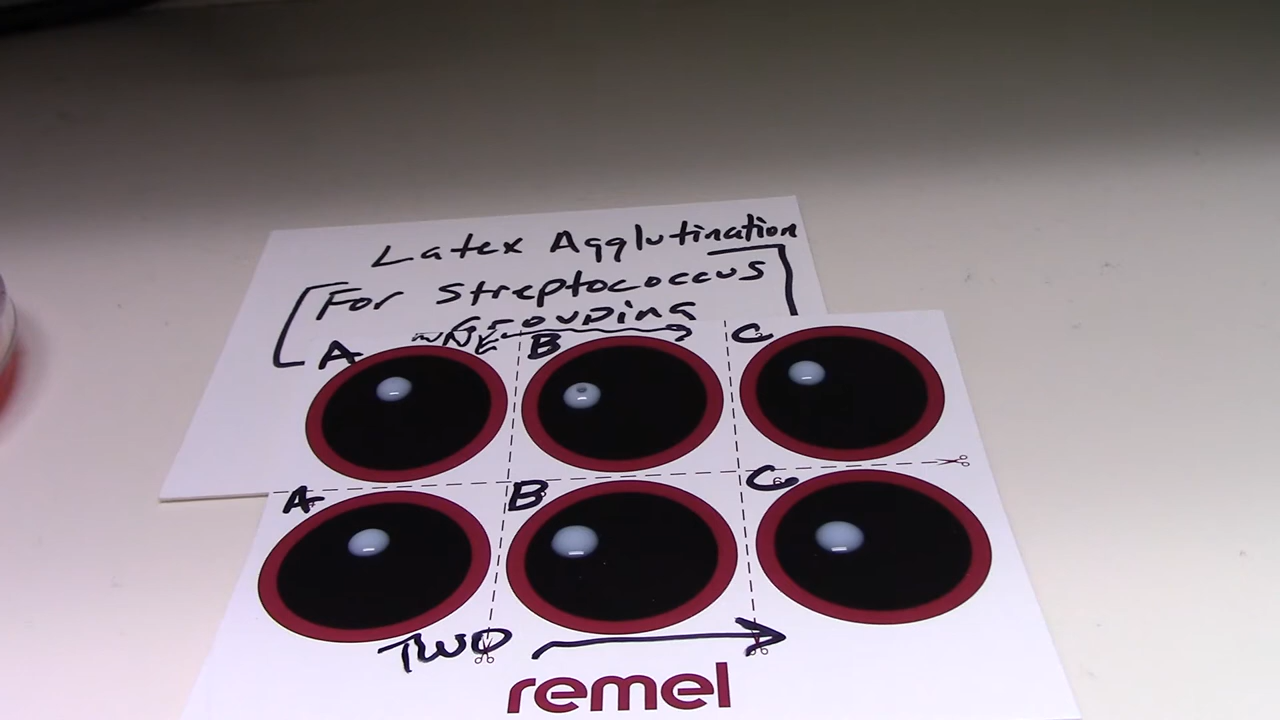 Latex Agglutination
For Streptococcus
Grouping
A B C
A B C
TWO
remel